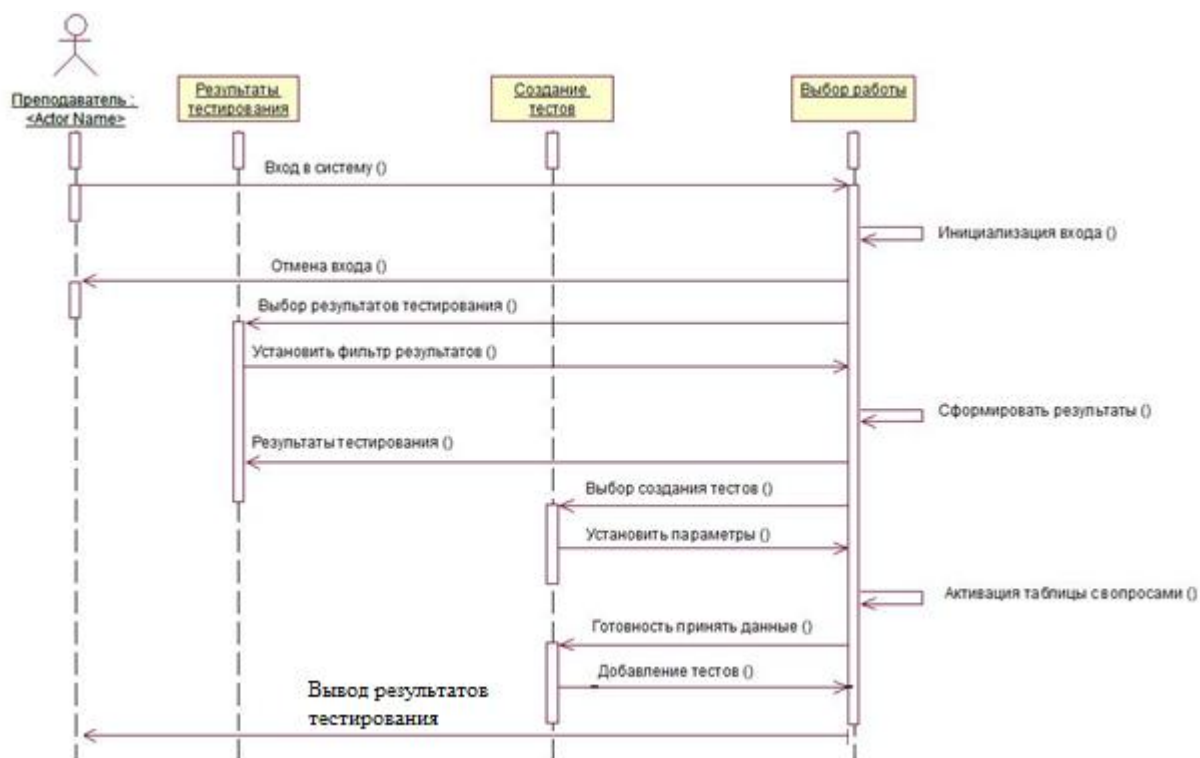 Преподаватель :
<Actor Name>
Результаты
тестирования
Создание
тестов
Выбор работы
Вход в систему ()
Инициализация входа ()
Отмена входа ()
Выбор результатов тестирования ()
Установить фильтр результатов ()
Сформировать результаты ()
Результаты тестирования ()
Выбор создания тестов ()
Установить параметры ()
Активация таблицы с вопросами ()
Готовность принять данные ()
Добавление тестов ()
Вывод результатов
тестирования